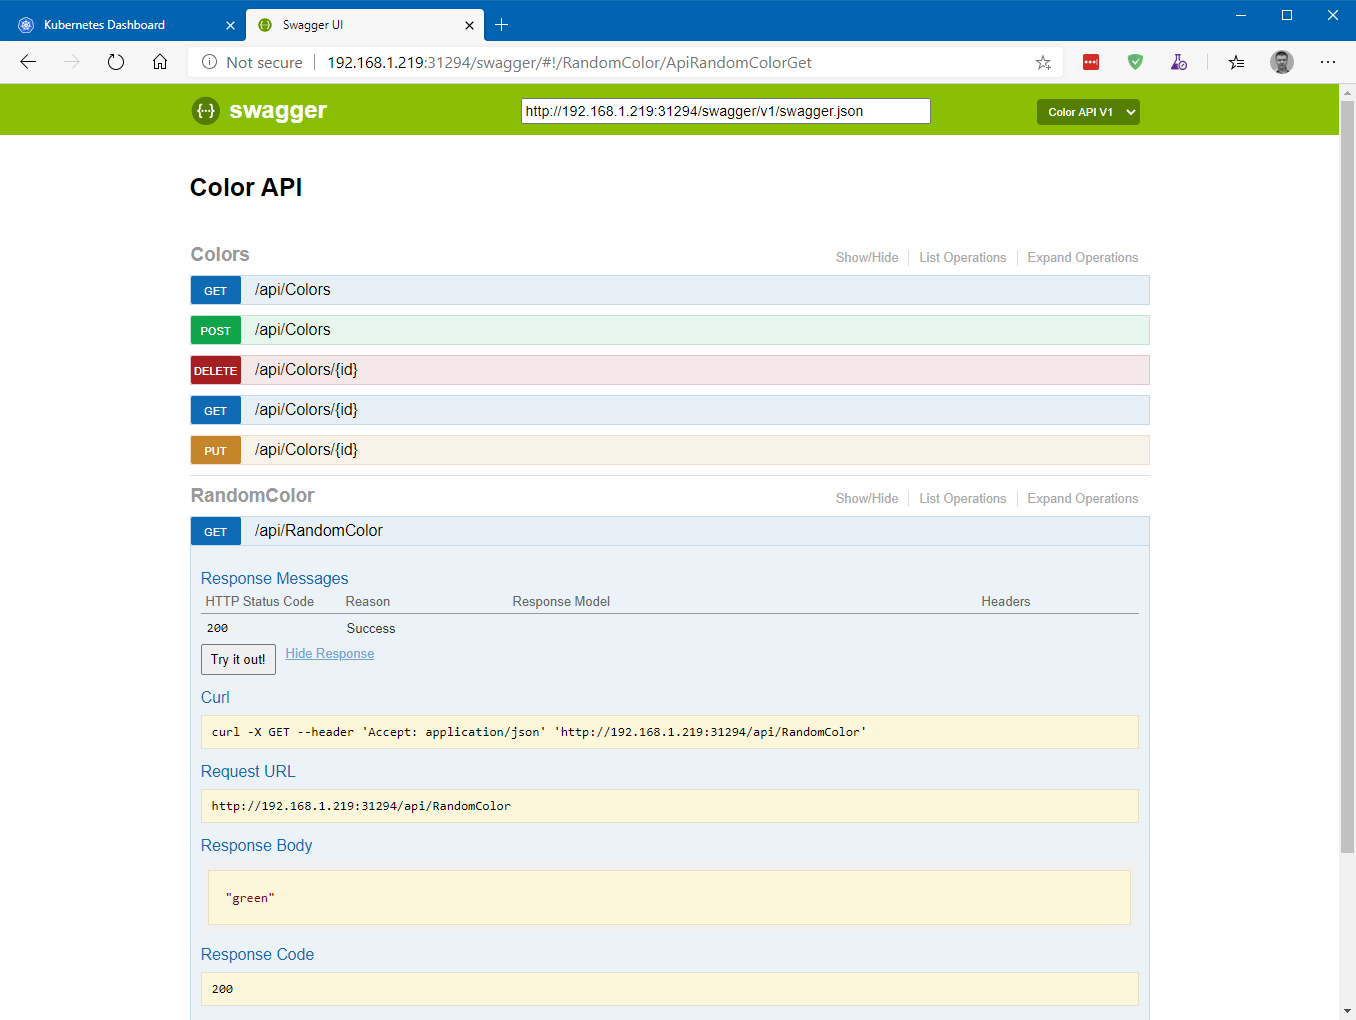 Kubernetes Dashboard
Swagger UI
Not secure
192.168.1.219:31294/swagger/#!/RandomColor/ApiRandomColorGet
{···} swagger
http://192.168.1.219:31294/swagger/v1/swagger.json
Color API V1
Color API
Colors
Show/Hide
List Operations
Expand Operations
GET /api/Colors
POST /api/Colors
DELETE /api/Colors/{id}
GET /api/Colors/{id}
PUT /api/Colors/{id}
RandomColor
Show/Hide
List Operations
Expand Operations
GET /api/RandomColor
Response Messages
HTTP Status Code Reason Response Model Headers
200 Success
Try it out! Hide Response
Curl
curl -X GET --header 'Accept: application/json' 'http://192.168.1.219:31294/api/RandomColor'
Request URL
http://192.168.1.219:31294/api/RandomColor
Response Body
"green"
Response Code
200